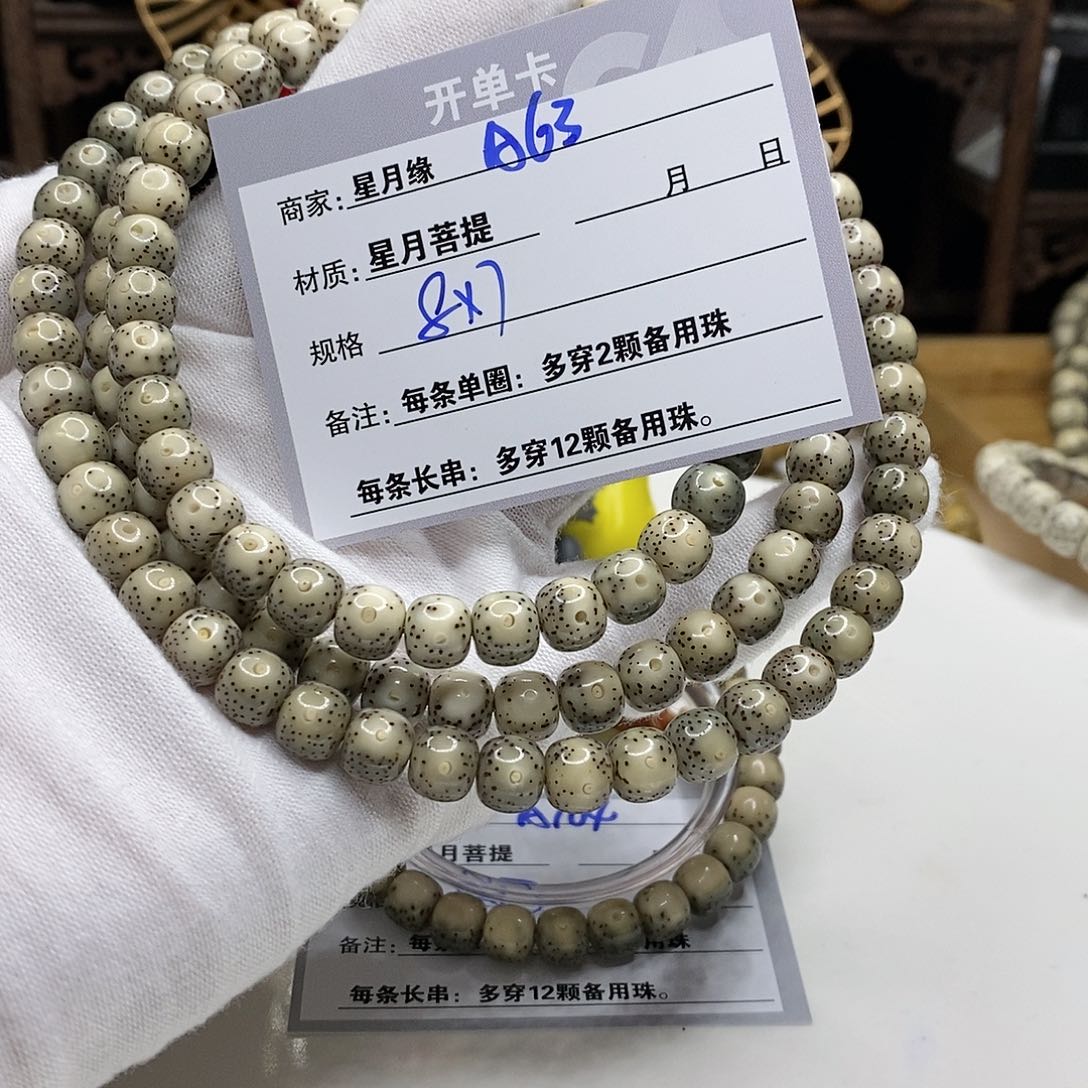 开单卡
A63
商家：星月缘
月 日
材质：星月菩提
规格 8x7
备注：每条单圈：多穿2颗备用珠
每条长串：多穿12颗备用珠。
月菩提
备注：每
用珠
每条长串：多穿12颗备用珠。